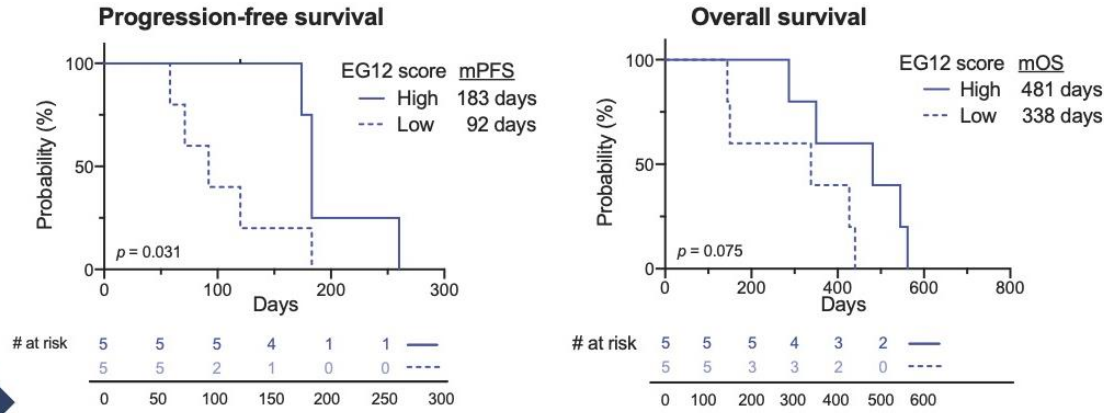 Progression-free survival
EG12 score mPFS
High 183 days
Low 92 days
Probability (%)
100
50
0
p = 0.031
0 100 200 300
Days
# at risk 5 5 5 4 1 1
5 5 2 1 0 0
0 50 100 150 200 250 300
Overall survival
EG12 score mOS
High 481 days
Low 338 days
Probability (%)
100
50
0
p = 0.075
0 200 400 600 800
Days
# at risk 5 5 5 4 3 2
5 5 3 3 2 0
0 100 200 400 500 600